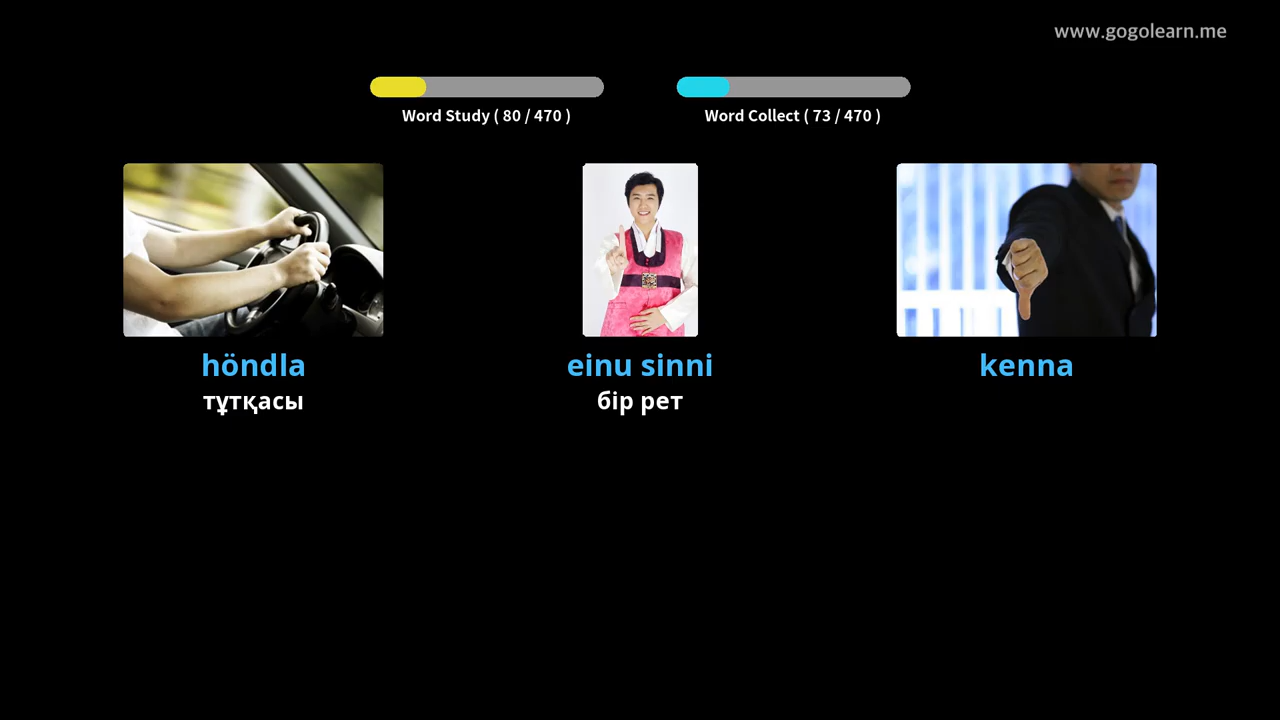 www.gogolearn.me
Word Study ( 80 / 470 )
Word Collect ( 73 / 470 )
höndla
einu sinni
kenna
тұтқасы
бір рет